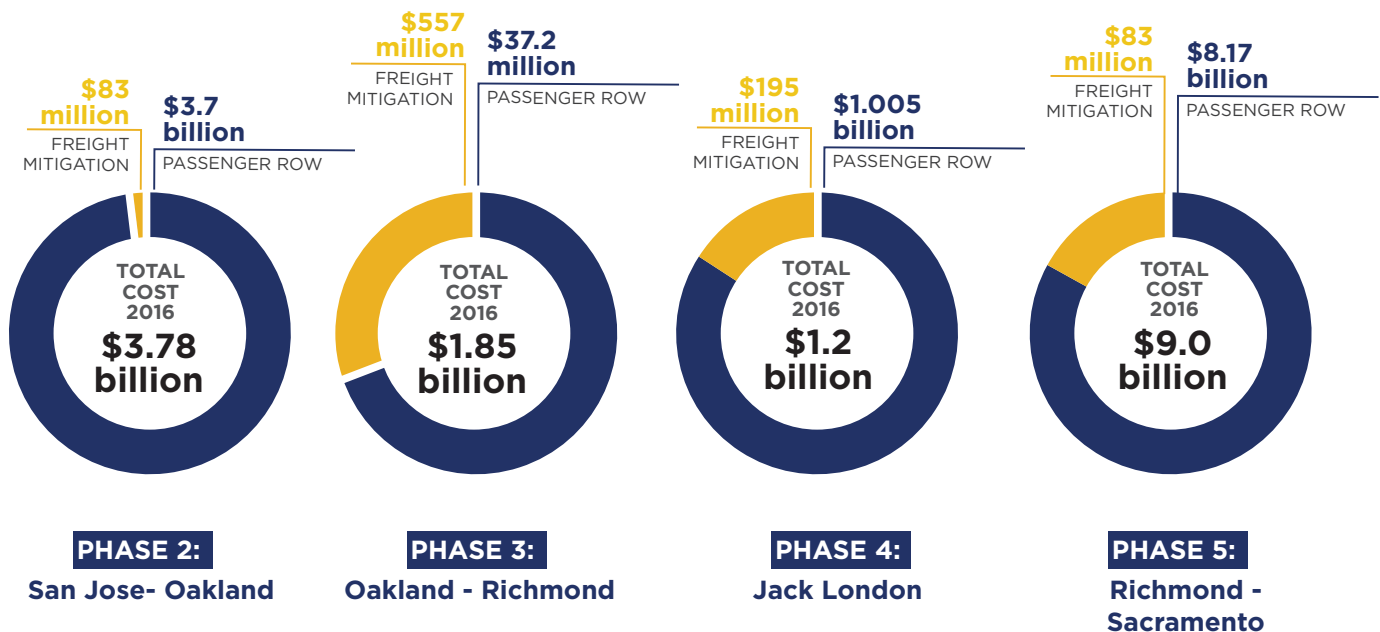 $83
million
FREIGHT
MITIGATION
$3.7
billion
PASSENGER ROW
TOTAL
COST
2016
$3.78
billion
PHASE 2:
San Jose- Oakland
$557
million
FREIGHT
MITIGATION
$37.2
million
PASSENGER ROW
TOTAL
COST
2016
$1.85
billion
PHASE 3:
Oakland - Richmond
$195
million
FREIGHT
MITIGATION
$1.005
billion
PASSENGER ROW
TOTAL
COST
2016
$1.2
billion
PHASE 4:
Jack London
$83
million
FREIGHT
MITIGATION
$8.17
billion
PASSENGER ROW
TOTAL
COST
2016
$9.0
billion
PHASE 5:
Richmond -
Sacramento